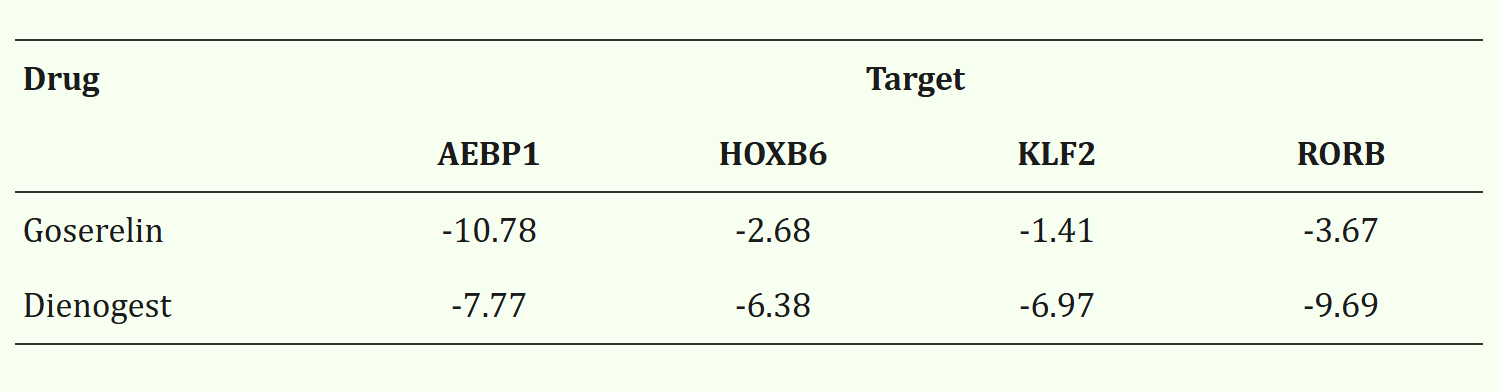 Drug Target
AEBP1 HOXB6 KLF2 RORB
Goserelin -10.78 -2.68 -1.41 -3.67
Dienogest -7.77 -6.38 -6.97 -9.69